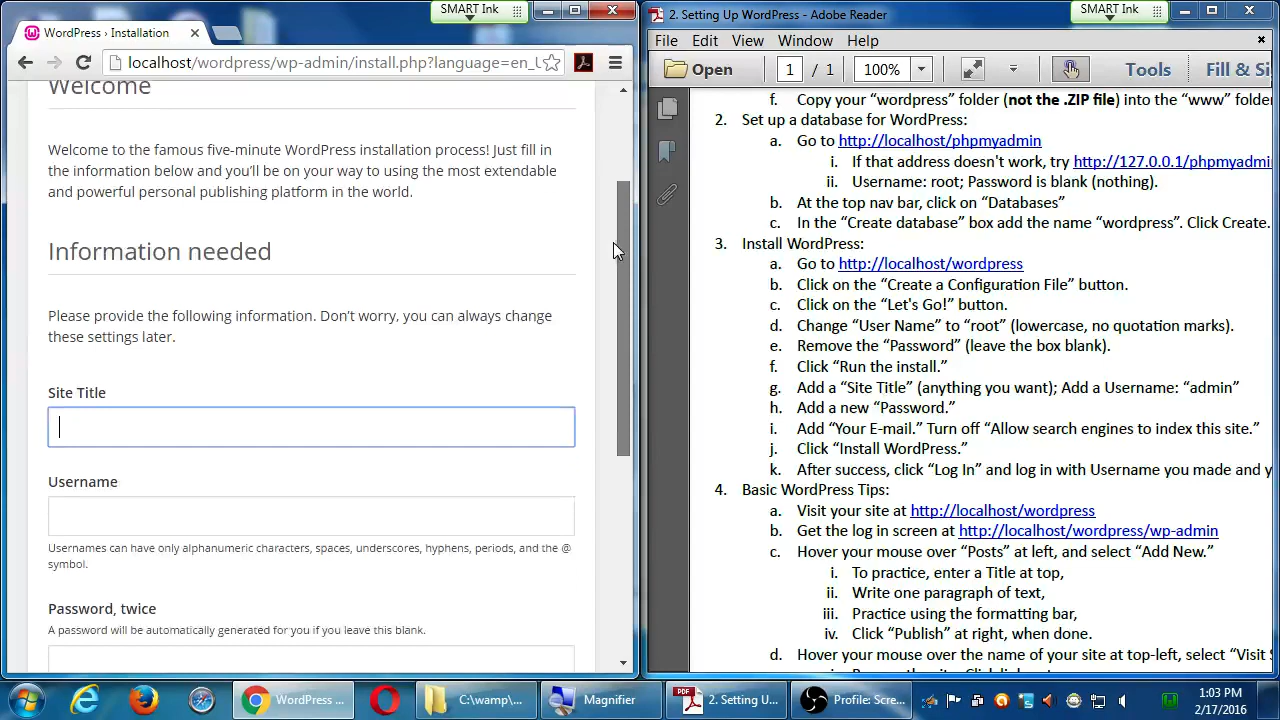 SMART Ink
WordPress › Installation
localhost/wordpress/wp-admin/install.php?language=en_U
Welcome
Welcome to the famous five-minute WordPress installation process! Just fill in
the information below and you'll be on your way to using the most extendable
and powerful personal publishing platform in the world.
Information needed
Please provide the following information. Don't worry, you can always change
these settings later.
Site Title
Username
Usernames can have only alphanumeric characters, spaces, underscores, hyphens, periods, and the @
symbol.
Password, twice
A password will be automatically generated for you if you leave this blank.
2. Setting Up WordPress - Adobe Reader
SMART Ink
File Edit View Window Help
Open 1 / 1 100% Tools Fill & Si
f. Copy your “wordpress” folder (not the .ZIP file) into the “www” folder
2. Set up a database for WordPress:
a. Go to http://localhost/phpmyadmin
i. If that address doesn't work, try http://127.0.0.1/phpmyadmi
ii. Username: root; Password is blank (nothing).
b. At the top nav bar, click on “Databases”
c. In the “Create database” box add the name “wordpress”. Click Create.
3. Install WordPress:
a. Go to http://localhost/wordpress
b. Click on the “Create a Configuration File” button.
c. Click on the “Let's Go!” button.
d. Change “User Name” to “root” (lowercase, no quotation marks).
e. Remove the “Password” (leave the box blank).
f. Click “Run the install.”
g. Add a “Site Title” (anything you want); Add a Username: “admin”
h. Add a new “Password.”
i. Add “Your E-mail.” Turn off “Allow search engines to index this site.”
j. Click “Install WordPress.”
k. After success, click “Log In” and log in with Username you made and y
4. Basic WordPress Tips:
a. Visit your site at http://localhost/wordpress
b. Get the log in screen at http://localhost/wordpress/wp-admin
c. Hover your mouse over “Posts” at left, and select “Add New.”
i. To practice, enter a Title at top,
ii. Write one paragraph of text,
iii. Practice using the formatting bar,
iv. Click “Publish” at right, when done.
d. Hover your mouse over the name of your site at top-left, select “Visit S
WordPress ... C:\wamp\... Magnifier PDF 2. Setting U... Profile: Scre...
1:03 PM
2/17/2016